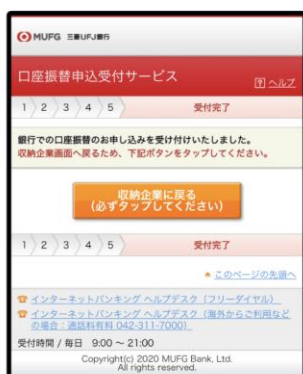 MUFG 三菱UFJ銀行
口座振替申込受付サービス
? ヘルプ
1 2 3 4 5 受付完了
銀行での口座振替のお申し込みを受け付けいたしました。
収納企業画面へ戻るため、下記ボタンをタップしてください。
収納企業に戻る
(必ずタップしてください)
1 2 3 4 5 受付完了
このページの先頭へ
インターネットバンキング ヘルプデスク(フリーダイヤル)
インターネットバンキング ヘルプデスク(海外からご利用など
の場合:通話料有料 042-311-7000)
受付時間 / 毎日 9:00 ~ 21:00
Copyright(c) 2020 MUFG Bank, Ltd.
All rights reserved.